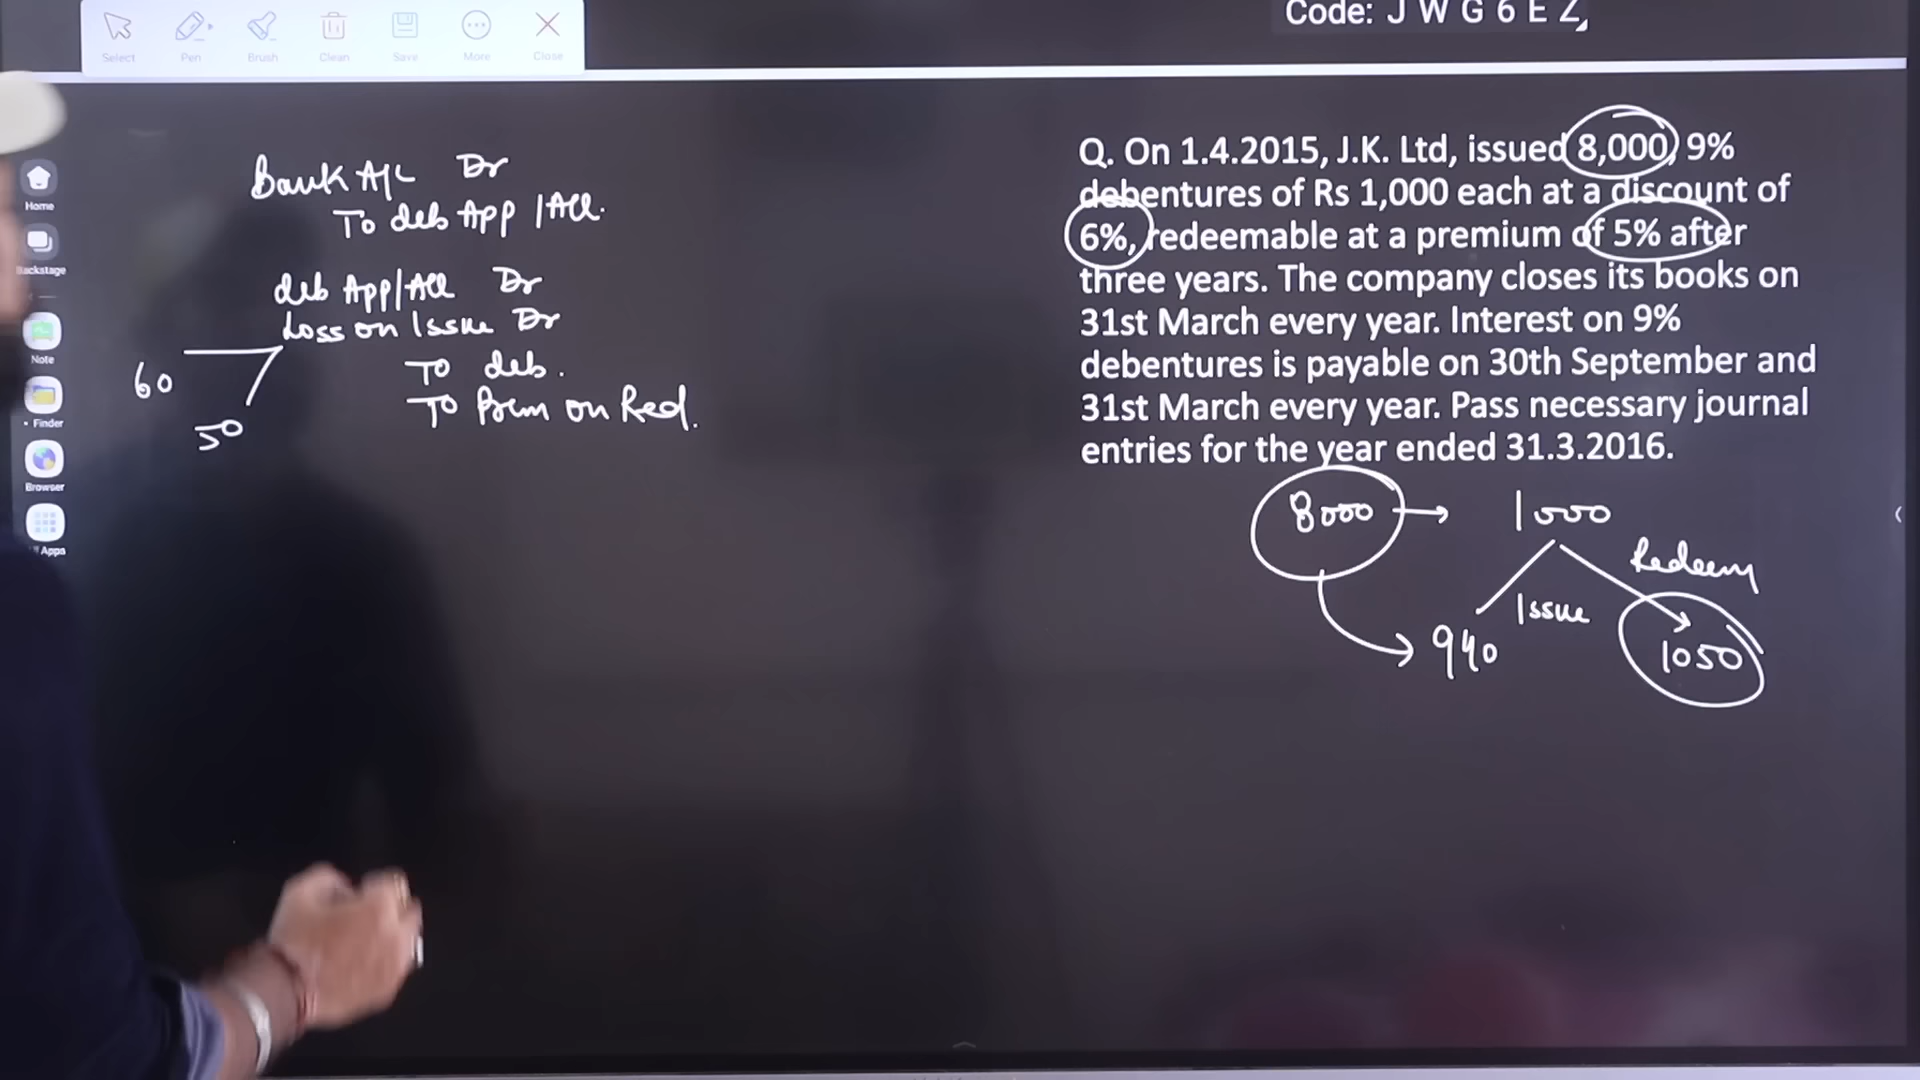 Code: J W G 6 E Z
Select Pen Brush Clean Save More Close
Home
Backstage
Note
Finder
Browser
Apps
Bank A/c Dr
To deb App/All.
deb App/All Dr
Loss on Issue Dr
To deb.
To Prem on Red.
60
50
Q. On 1.4.2015, J.K. Ltd, issued 8,000, 9%
debentures of Rs 1,000 each at a discount of
6%, redeemable at a premium of 5% after
three years. The company closes its books on
31st March every year. Interest on 9%
debentures is payable on 30th September and
31st March every year. Pass necessary journal
entries for the year ended 31.3.2016.
8000 → 1000
Redeem
Issue
940
1050